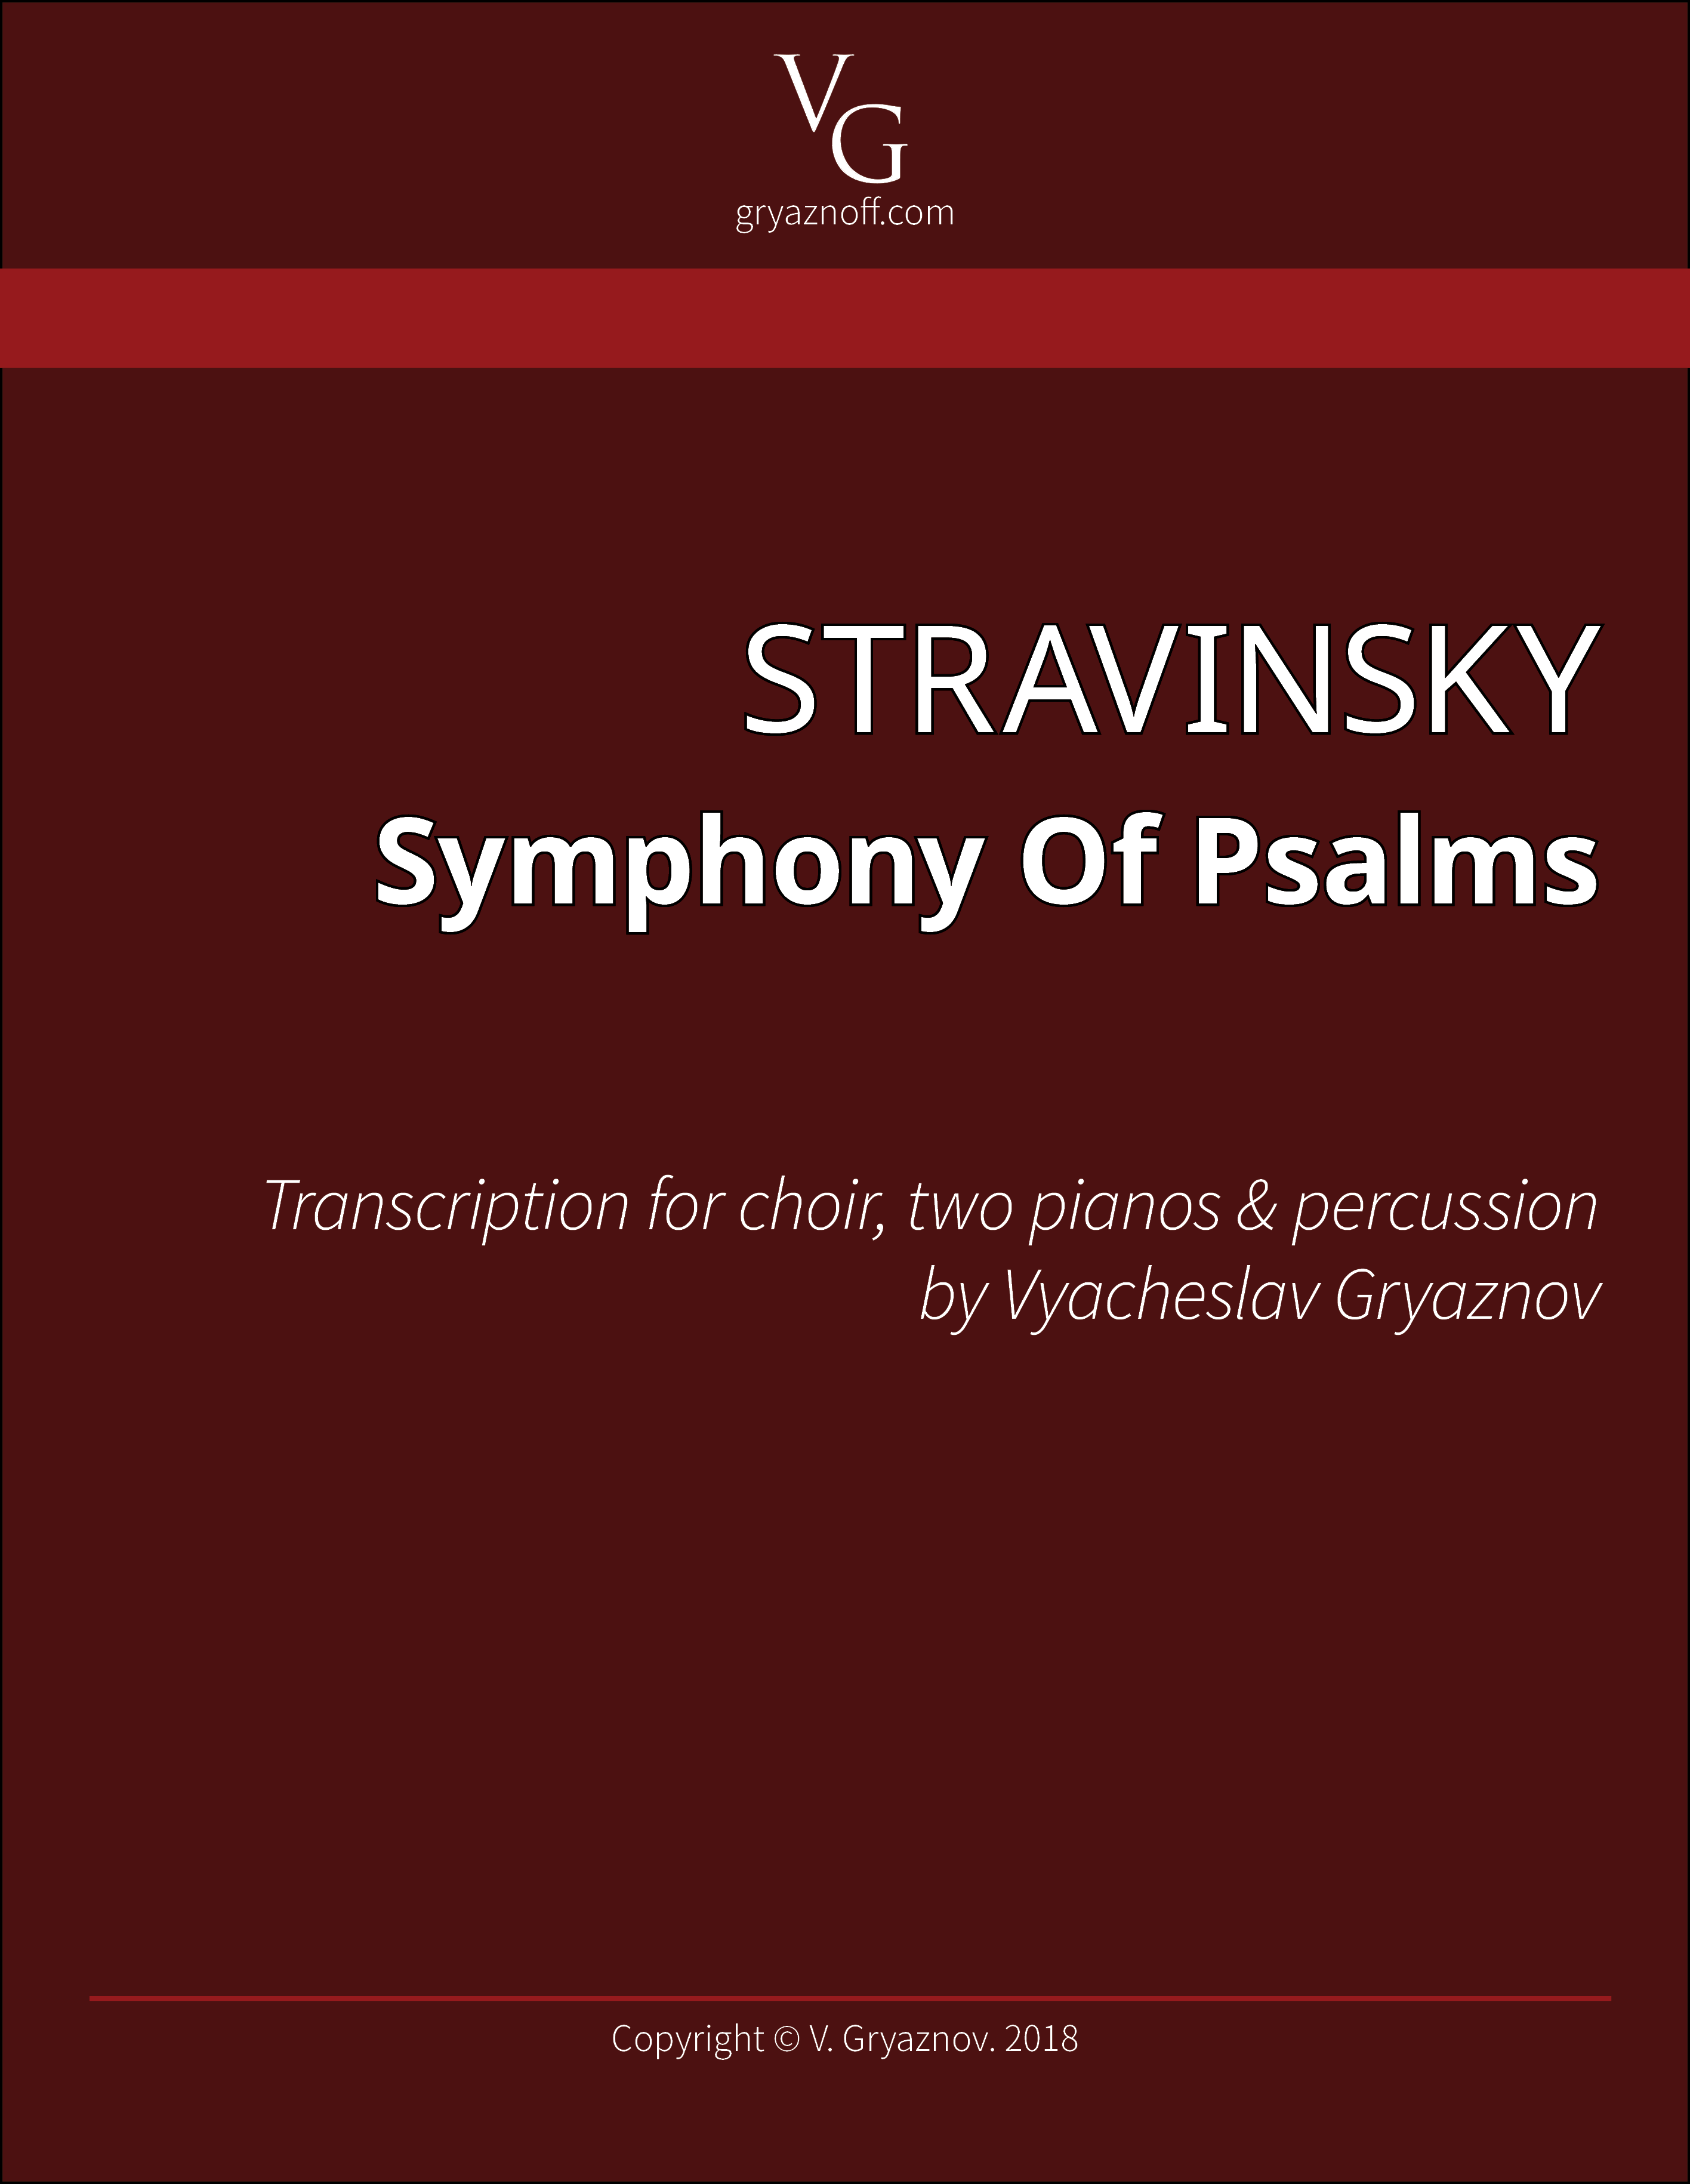 VG
gryaznoff.com
STRAVINSKY
Symphony Of Psalms
Transcription for choir, two pianos & percussion
by Vyacheslav Gryaznov
Copyright © V. Gryaznov. 2018